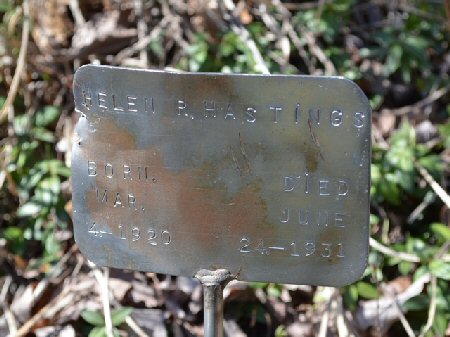 HELEN R. HASTINGS
BORN. DIED
MAR. JUNE
4-1920 24-1931